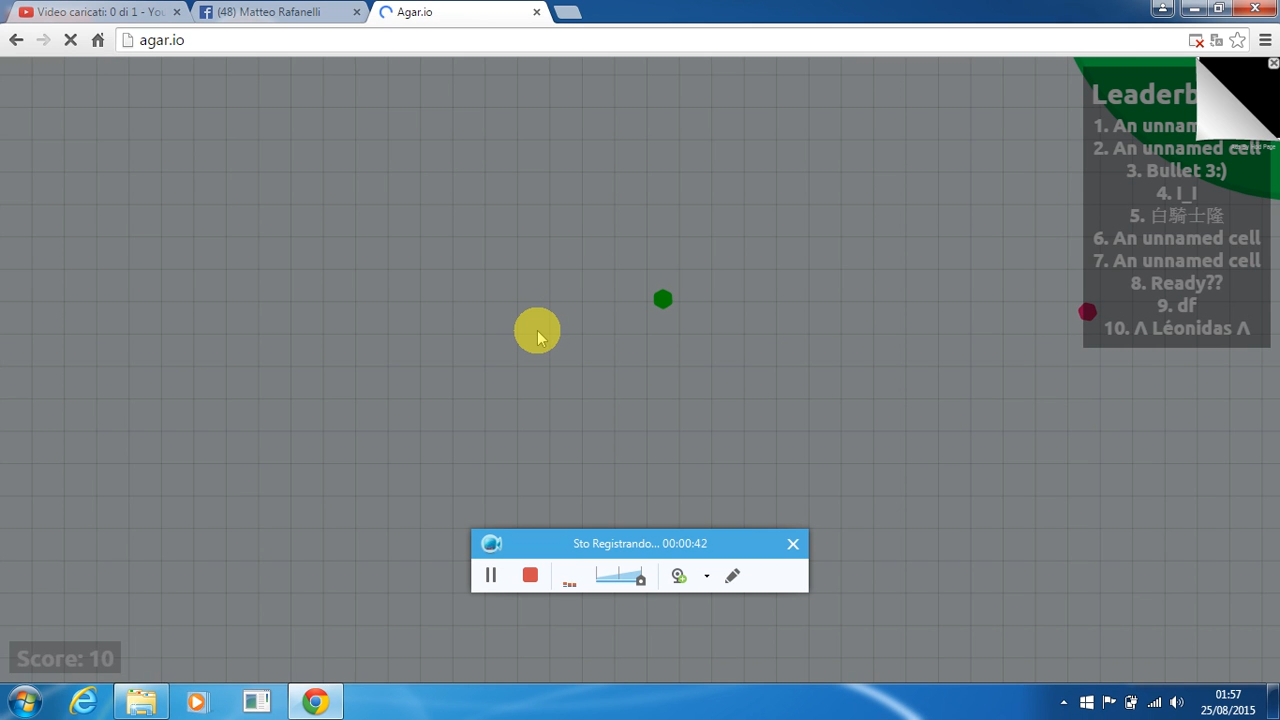 Video caricati: 0 di 1 - You
(48) Matteo Rafanelli
Agar.io
agar.io
Leaderb
1. An unnam
2. An unnamed cell
3. Bullet 3:)
4. I_I
5. 白騎士隆
6. An unnamed cell
7. An unnamed cell
8. Ready??
9. df
10. Λ Léonidas Λ
Sto Registrando... 00:00:42
Score: 10
01:57
25/08/2015